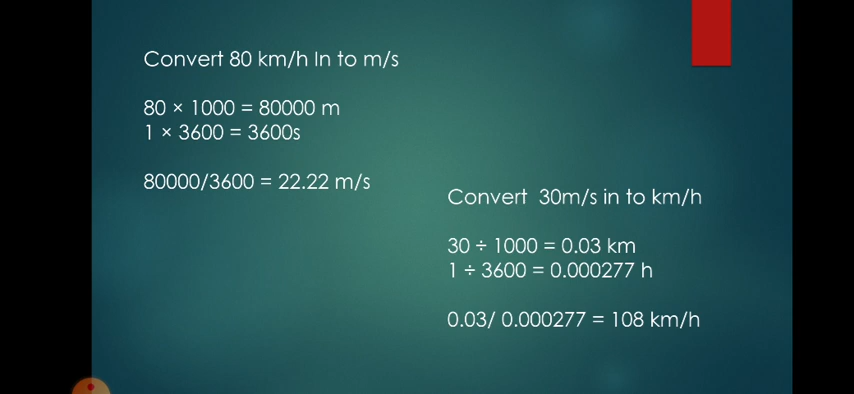 Convert 80 km/h In to m/s
80 × 1000 = 80000 m
1 × 3600 = 3600s
80000/3600 = 22.22 m/s
Convert  30m/s in to km/h
30 ÷ 1000 = 0.03 km
1 ÷ 3600 = 0.000277 h
0.03/ 0.000277 = 108 km/h